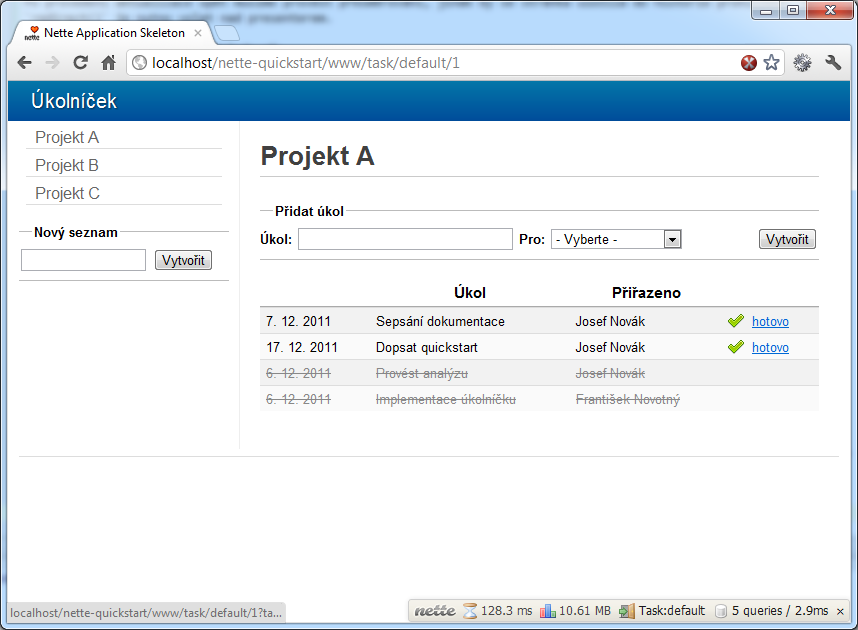 Nette Application Skeleton
localhost/nette-quickstart/www/task/default/1
Úkolníček
Projekt A
Projekt B
Projekt C
Nový seznam
Vytvořit
Projekt A
Přidat úkol
Úkol: Pro: - Vyberte - Vytvořit
Úkol Přiřazeno
7. 12. 2011 Sepsání dokumentace Josef Novák hotovo
17. 12. 2011 Dopsat quickstart Josef Novák hotovo
6. 12. 2011 Provést analýzu Josef Novák
6. 12. 2011 Implementace úkolníčku František Novotný
localhost/nette-quickstart/www/task/default/1?ta...
nette 128.3 ms 10.61 MB Task:default 5 queries / 2.9ms ×